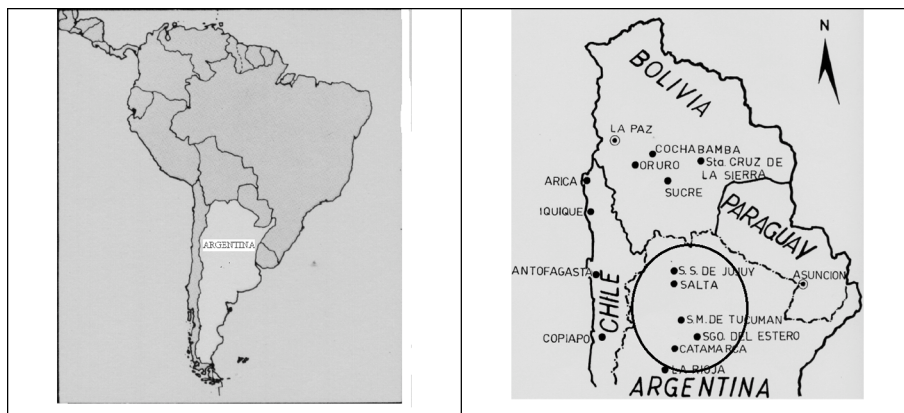 ARGENTINA
N
BOLIVIA
LA PAZ
COCHABAMBA
ORURO
Sta. CRUZ DE
LA SIERRA
ARICA
SUCRE
IQUIQUE
PARAGUAY
ANTOFAGASTA
S.S. DE JUJUY
ASUNCION
SALTA
CHILE
S.M. DE TUCUMAN
COPIAPO
SGO. DEL ESTERO
CATAMARCA
LA RIOJA
ARGENTINA